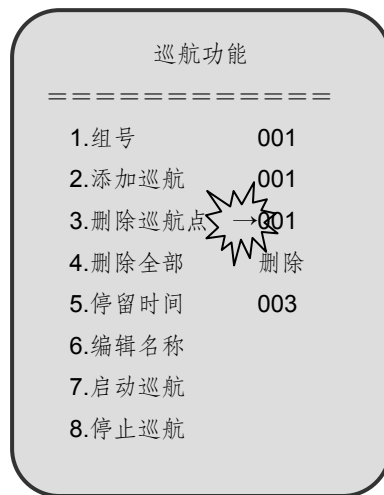 巡航功能
============
1.组号 001
2.添加巡航 001
3.删除巡航点 →001
4.删除全部 删除
5.停留时间 003
6.编辑名称
7.启动巡航
8.停止巡航